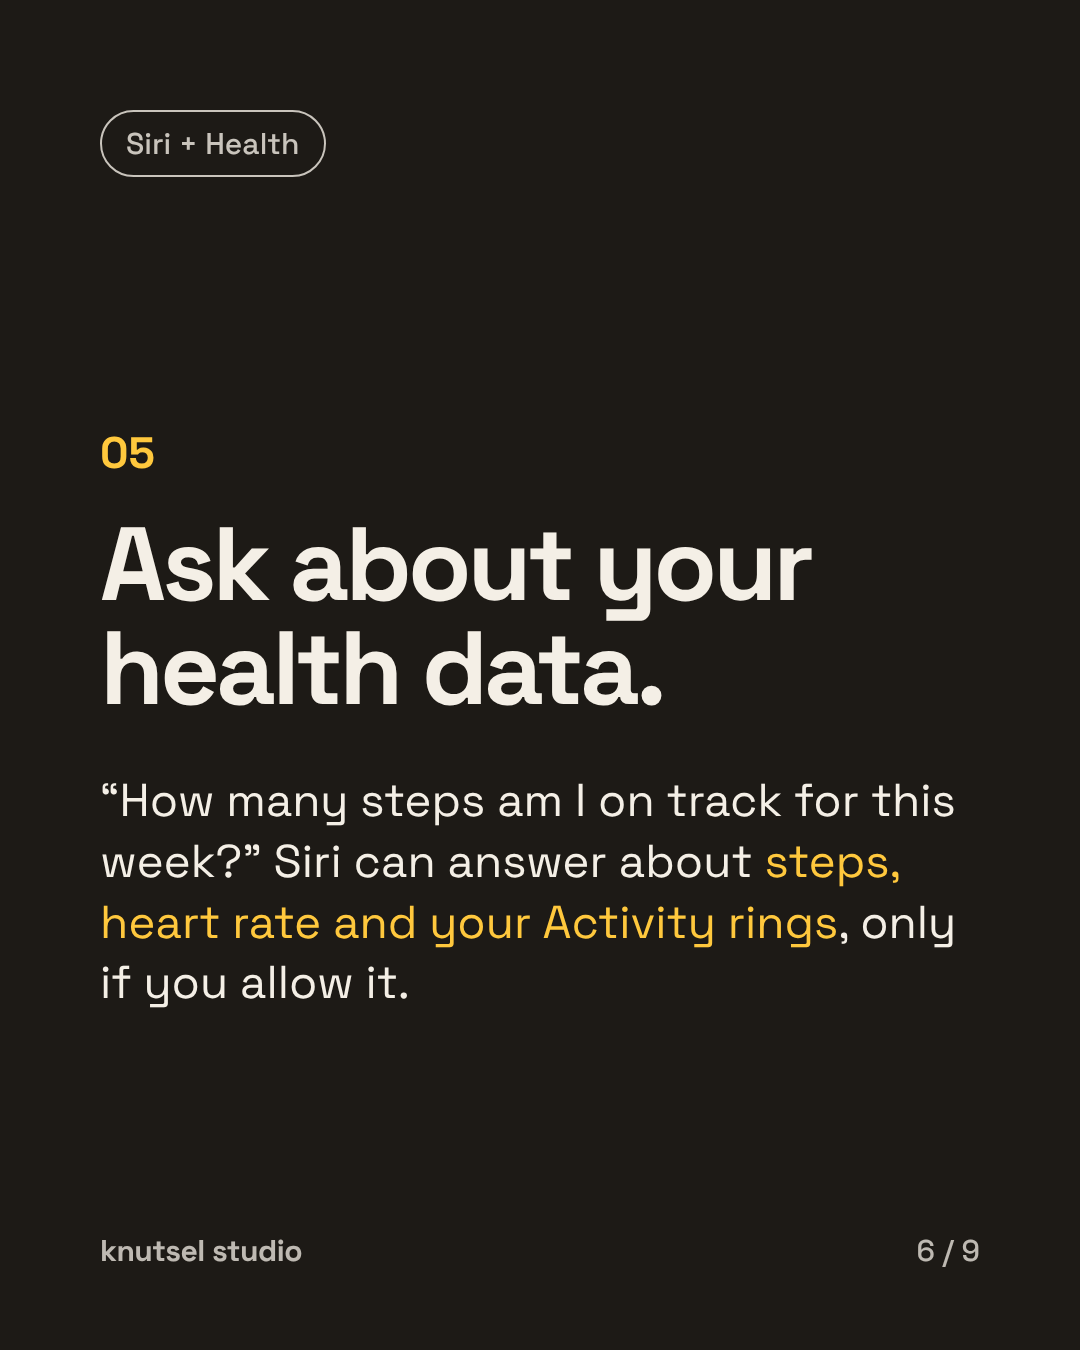 Siri + Health
05
Ask about your
health data.
“How many steps am I on track for this
week?” Siri can answer about steps,
heart rate and your Activity rings, only
if you allow it.
knutsel studio
6 / 9